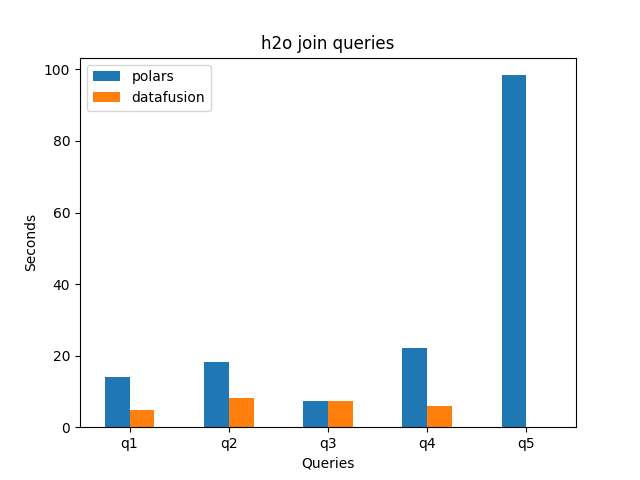 h2o join queries
polars
datafusion
100
80
60
40
20
0
Seconds
q1 q2 q3 q4 q5
Queries